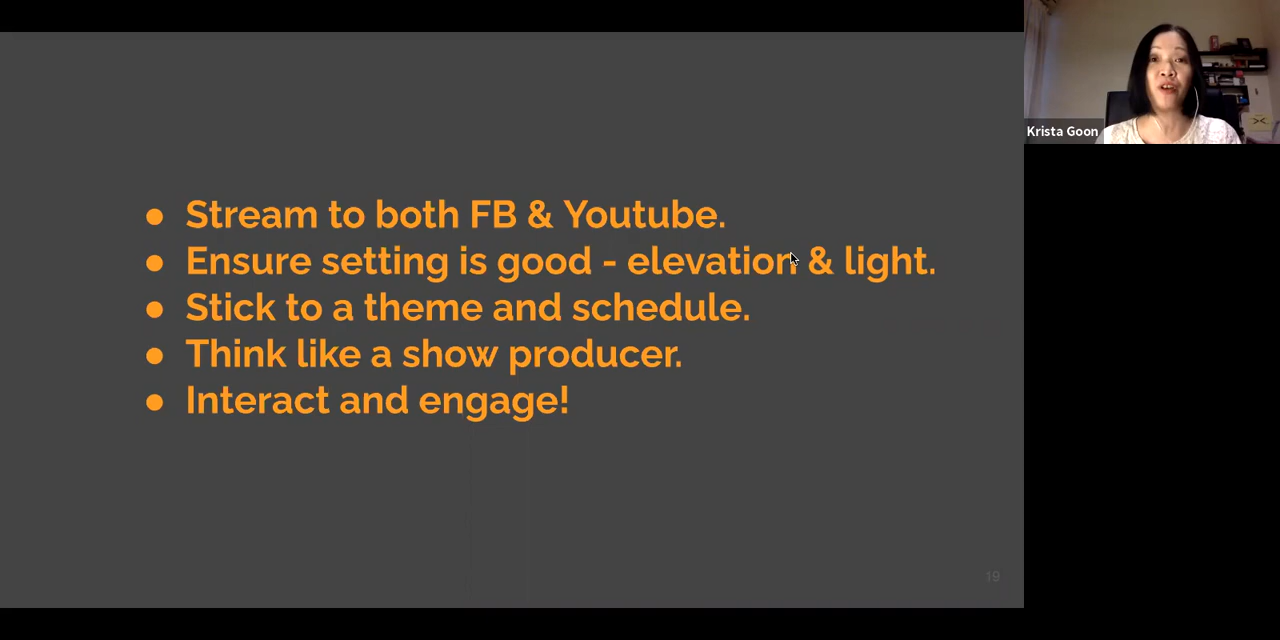 Krista Goon
● Stream to both FB & Youtube.
● Ensure setting is good - elevation & light.
● Stick to a theme and schedule.
● Think like a show producer.
● Interact and engage!
19